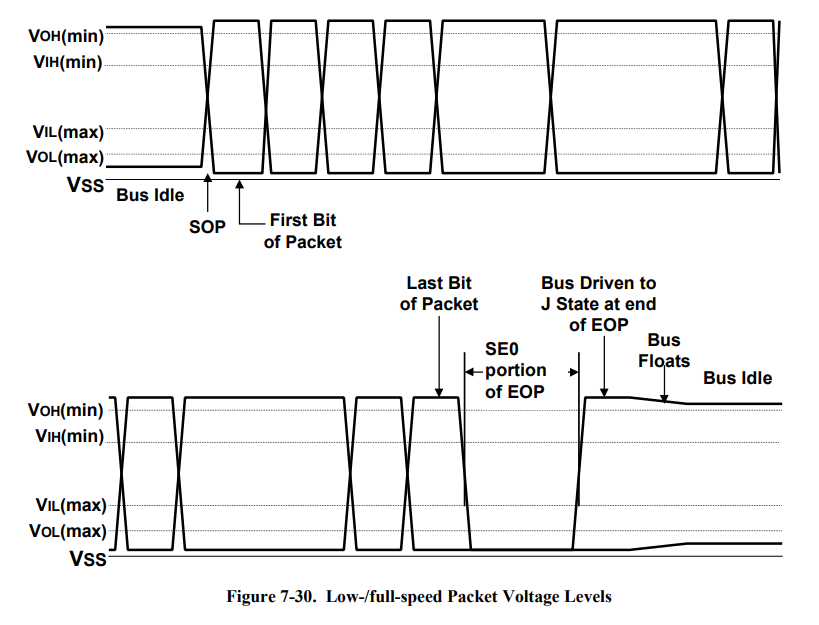 VOH(min)
VIH(min)
VIL(max)
VOL(max)
VSS
Bus Idle
SOP
First Bit
of Packet
Last Bit
of Packet
SE0
portion
of EOP
Bus Driven to
J State at end
of EOP
Bus
Floats
Bus Idle
VOH(min)
VIH(min)
VIL(max)
VOL(max)
VSS
Figure 7-30. Low-/full-speed Packet Voltage Levels